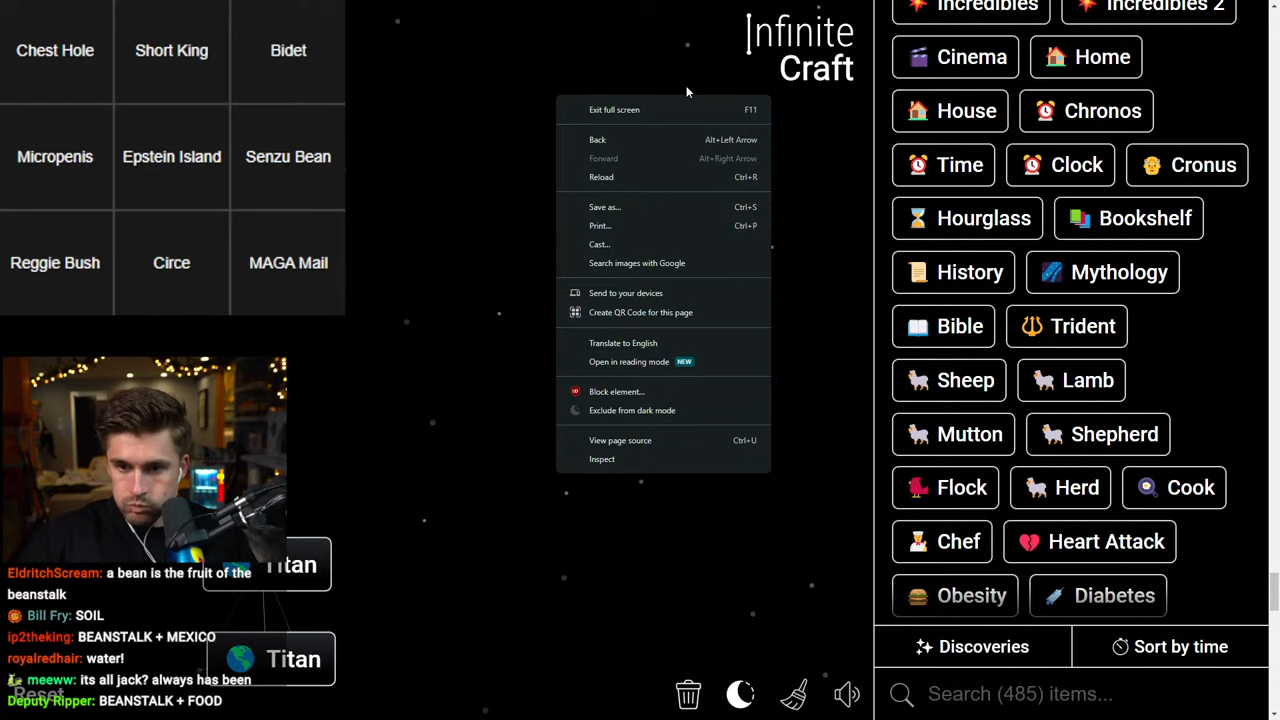 Chest Hole
Short King
Bidet
Micropenis
Epstein Island
Senzu Bean
Reggie Bush
Circe
MAGA Mail
Infinite
Craft
Exit full screen F11
Back Alt+Left Arrow
Forward Alt+Right Arrow
Reload Ctrl+R
Save as... Ctrl+S
Print... Ctrl+P
Cast...
Search images with Google
Send to your devices
Create QR Code for this page
Translate to English
Open in reading mode NEW
Block element...
Exclude from dark mode
View page source Ctrl+U
Inspect
Incredibles
Incredibles 2
Cinema
Home
House
Chronos
Time
Clock
Cronus
Hourglass
Bookshelf
History
Mythology
Bible
Trident
Sheep
Lamb
Mutton
Shepherd
Flock
Herd
Cook
Chef
Heart Attack
Obesity
Diabetes
Discoveries
Sort by time
Search (485) items...
Titan
Titan
EldritchScream: a bean is the fruit of the
beanstalk
Bill Fry: SOIL
ip2theking: BEANSTALK + MEXICO
royalredhair: water!
meeww: its all jack? always has been
Deputy Ripper: BEANSTALK + FOOD
Reset